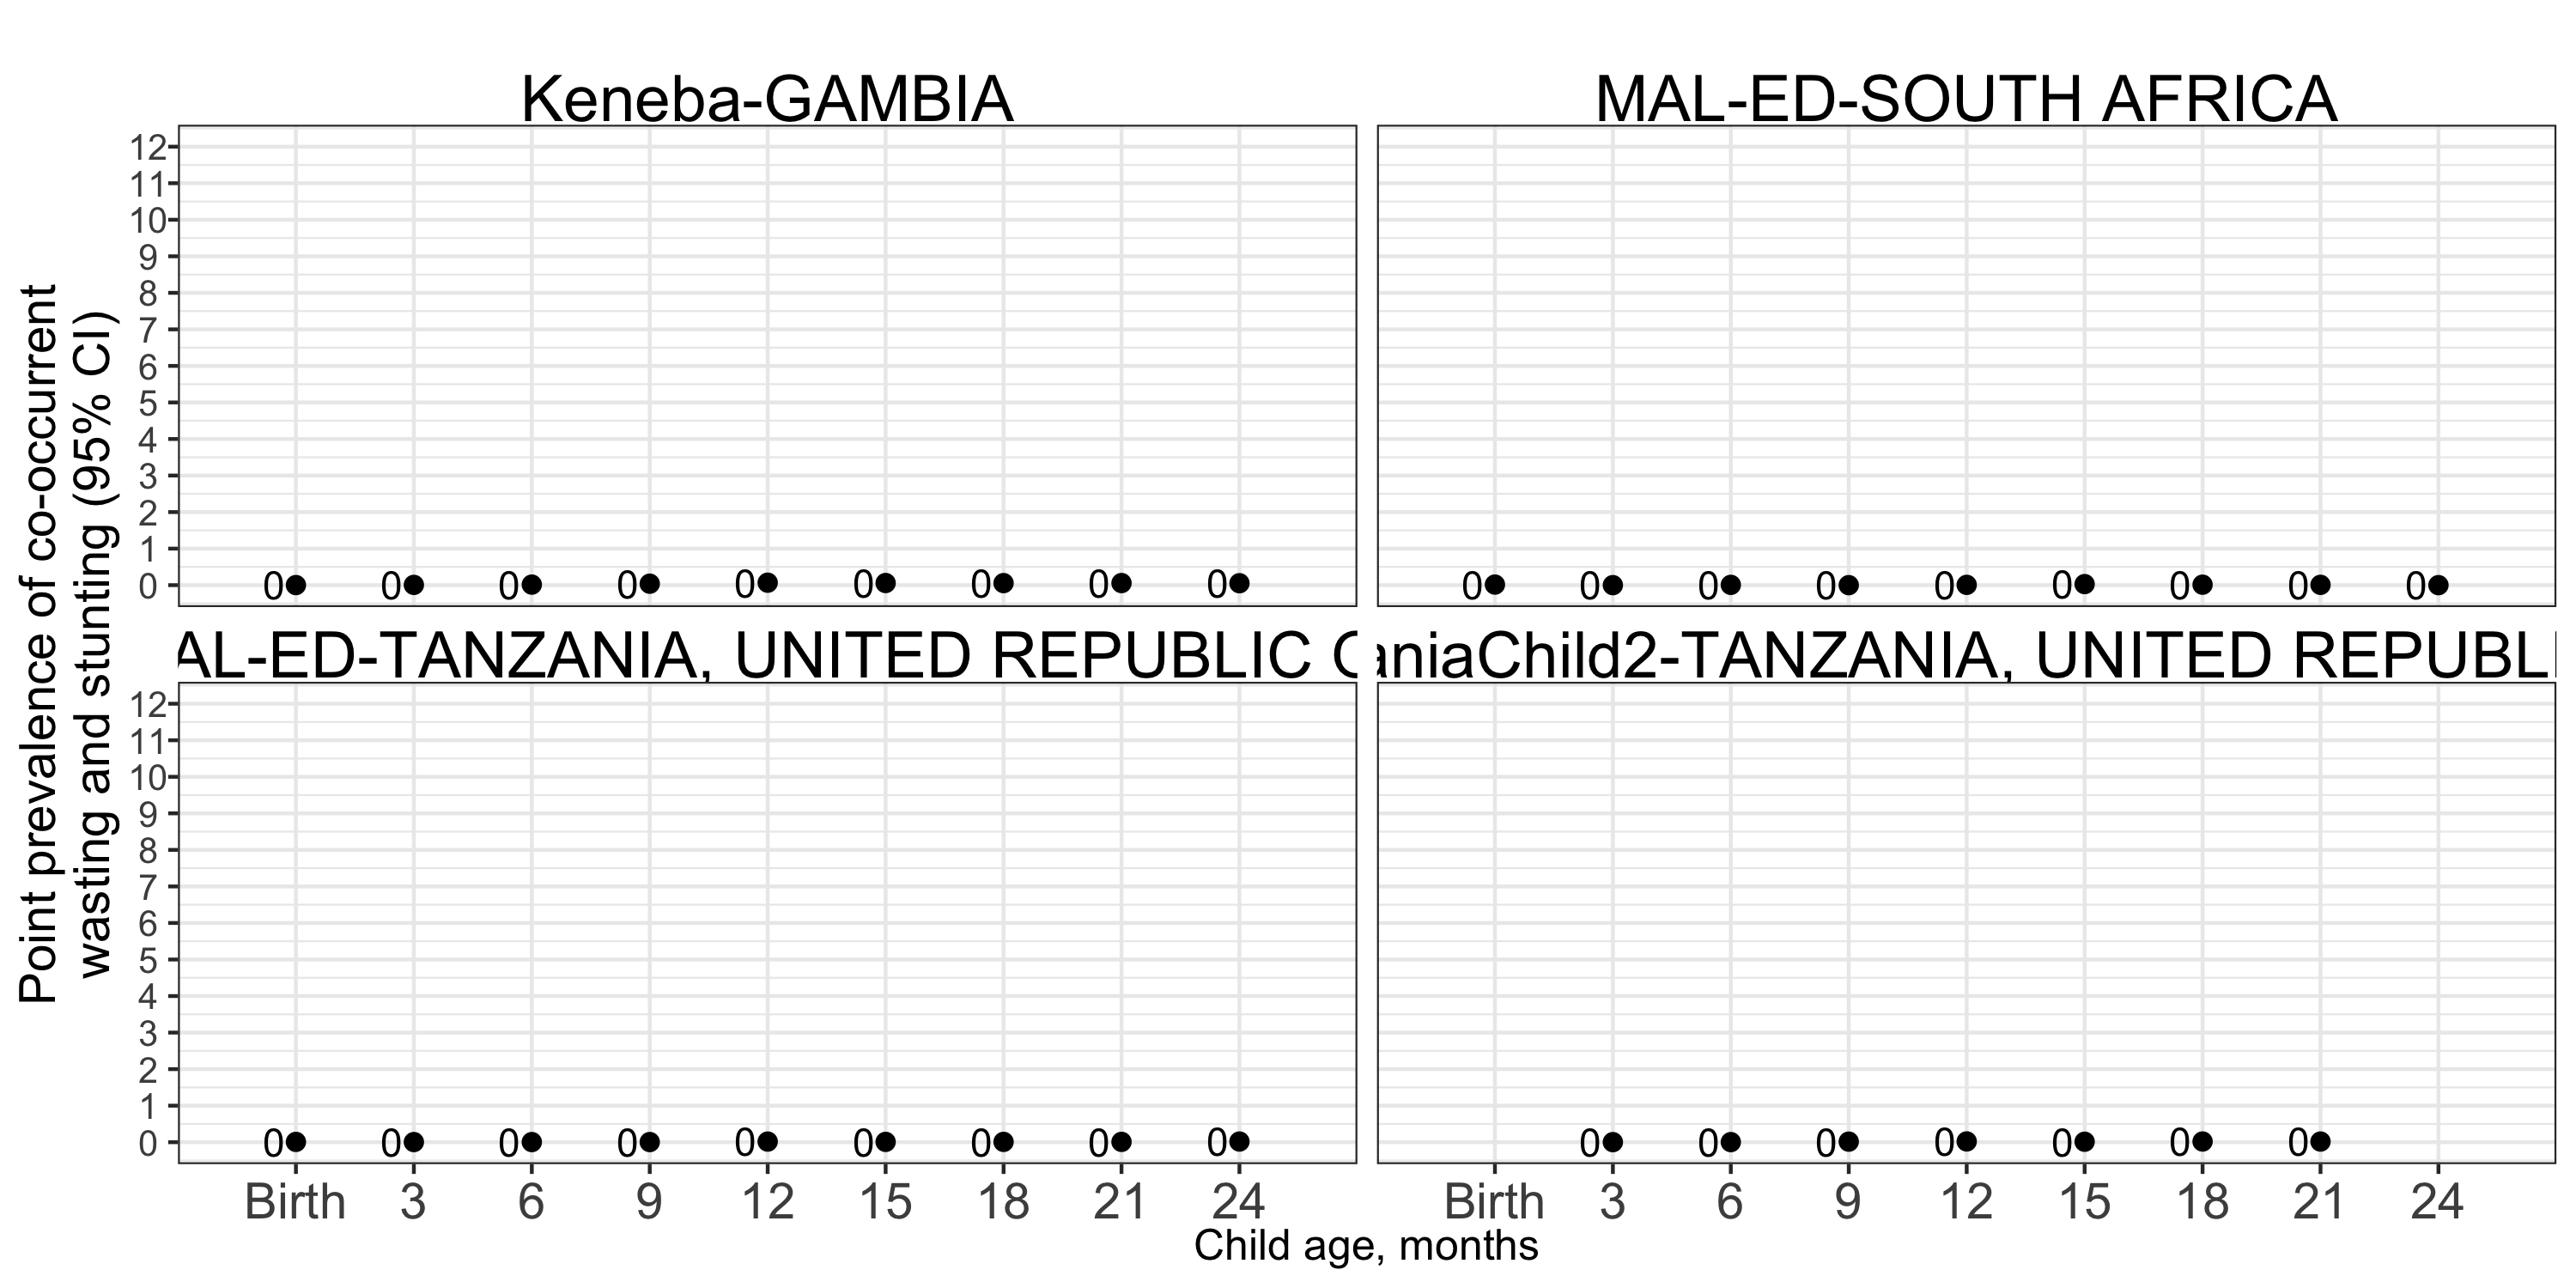 Keneba-GAMBIA
MAL-ED-SOUTH AFRICA
Point prevalence of co-occurrent
wasting and stunting (95% CI)
12
11
10
9
8
7
6
5
4
3
2
1
0
0 0 0 0 0 0 0 0 0
0 0 0 0 0 0 0 0 0
AL-ED-TANZANIA, UNITED REPUBLIC
aniaChild2-TANZANIA, UNITED REPUBL
12
11
10
9
8
7
6
5
4
3
2
1
0
0 0 0 0 0 0 0 0 0
0 0 0 0 0 0 0
Birth 3 6 9 12 15 18 21 24
Birth 3 6 9 12 15 18 21 24
Child age, months